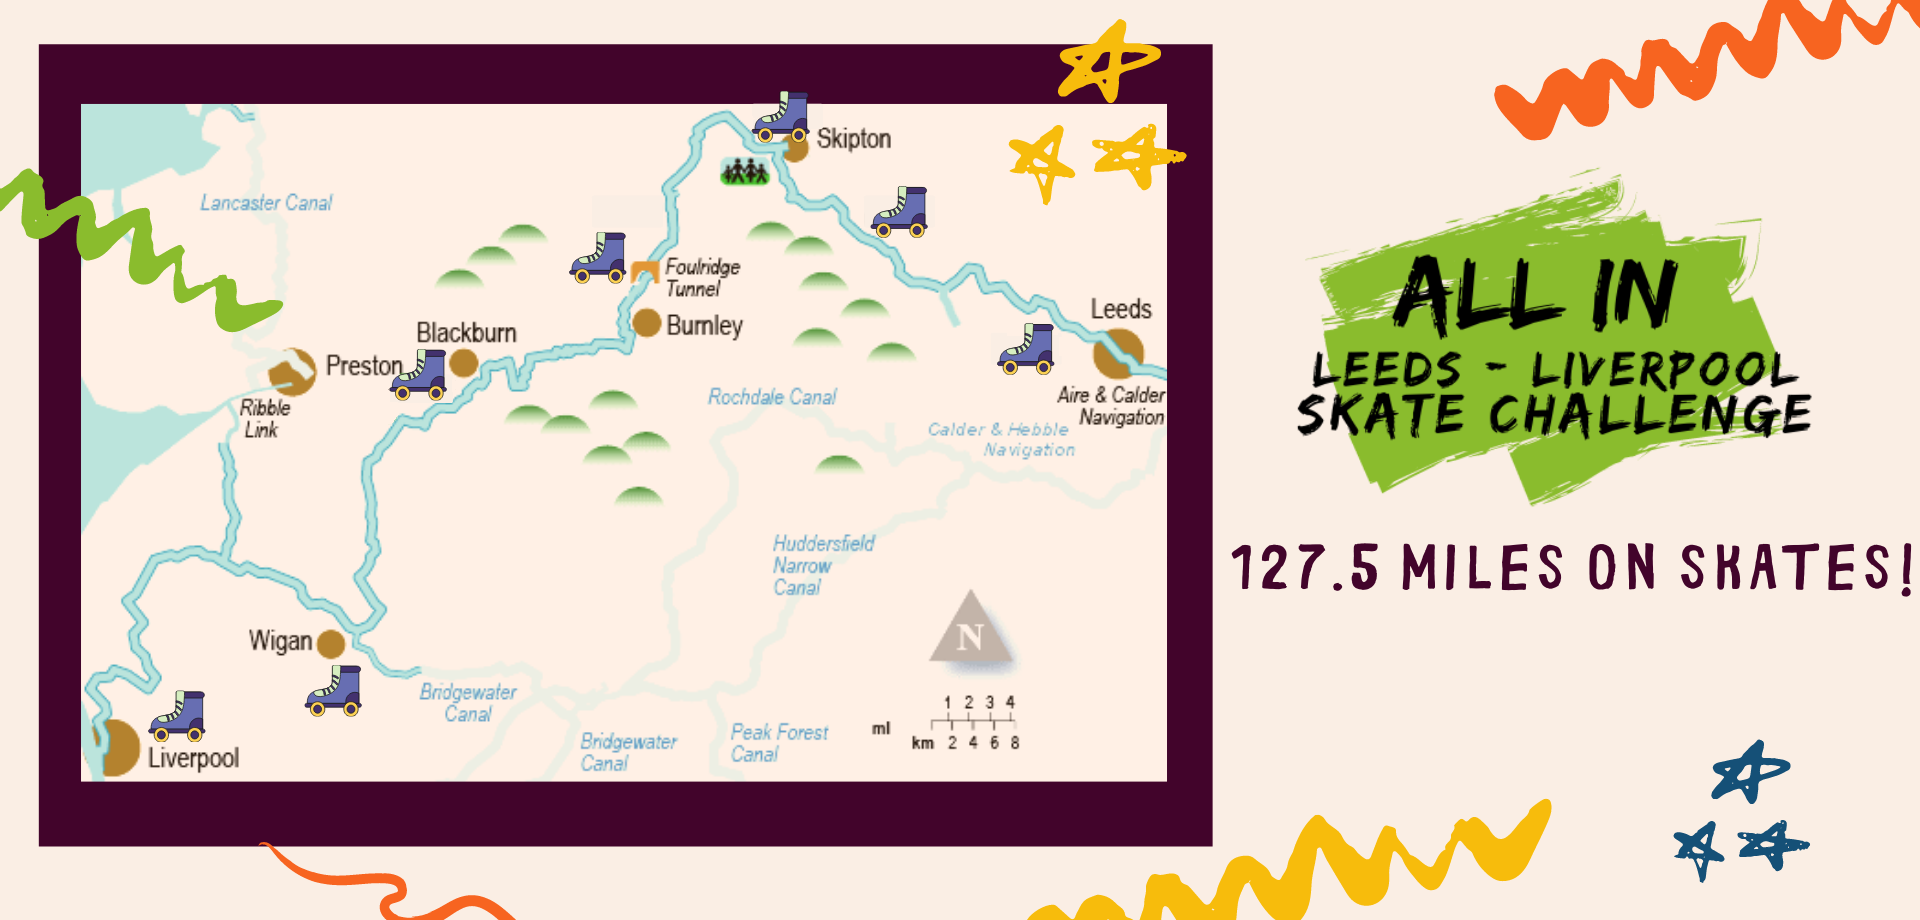 Skipton
Lancaster Canal
Foulridge
Tunnel
Leeds
Burnley
Blackburn
Preston
Ribble
Link
Aire & Calder
Navigation
Rochdale Canal
Calder & Hebble
Navigation
Huddersfield
Narrow
Canal
N
Wigan
Bridgewater
Canal
Bridgewater
Canal
Peak Forest
Canal
1 2 3 4
ml
km 2 4 6 8
Liverpool
ALL IN
LEEDS - LIVERPOOL
SKATE CHALLENGE
127.5 MILES ON SKATES!